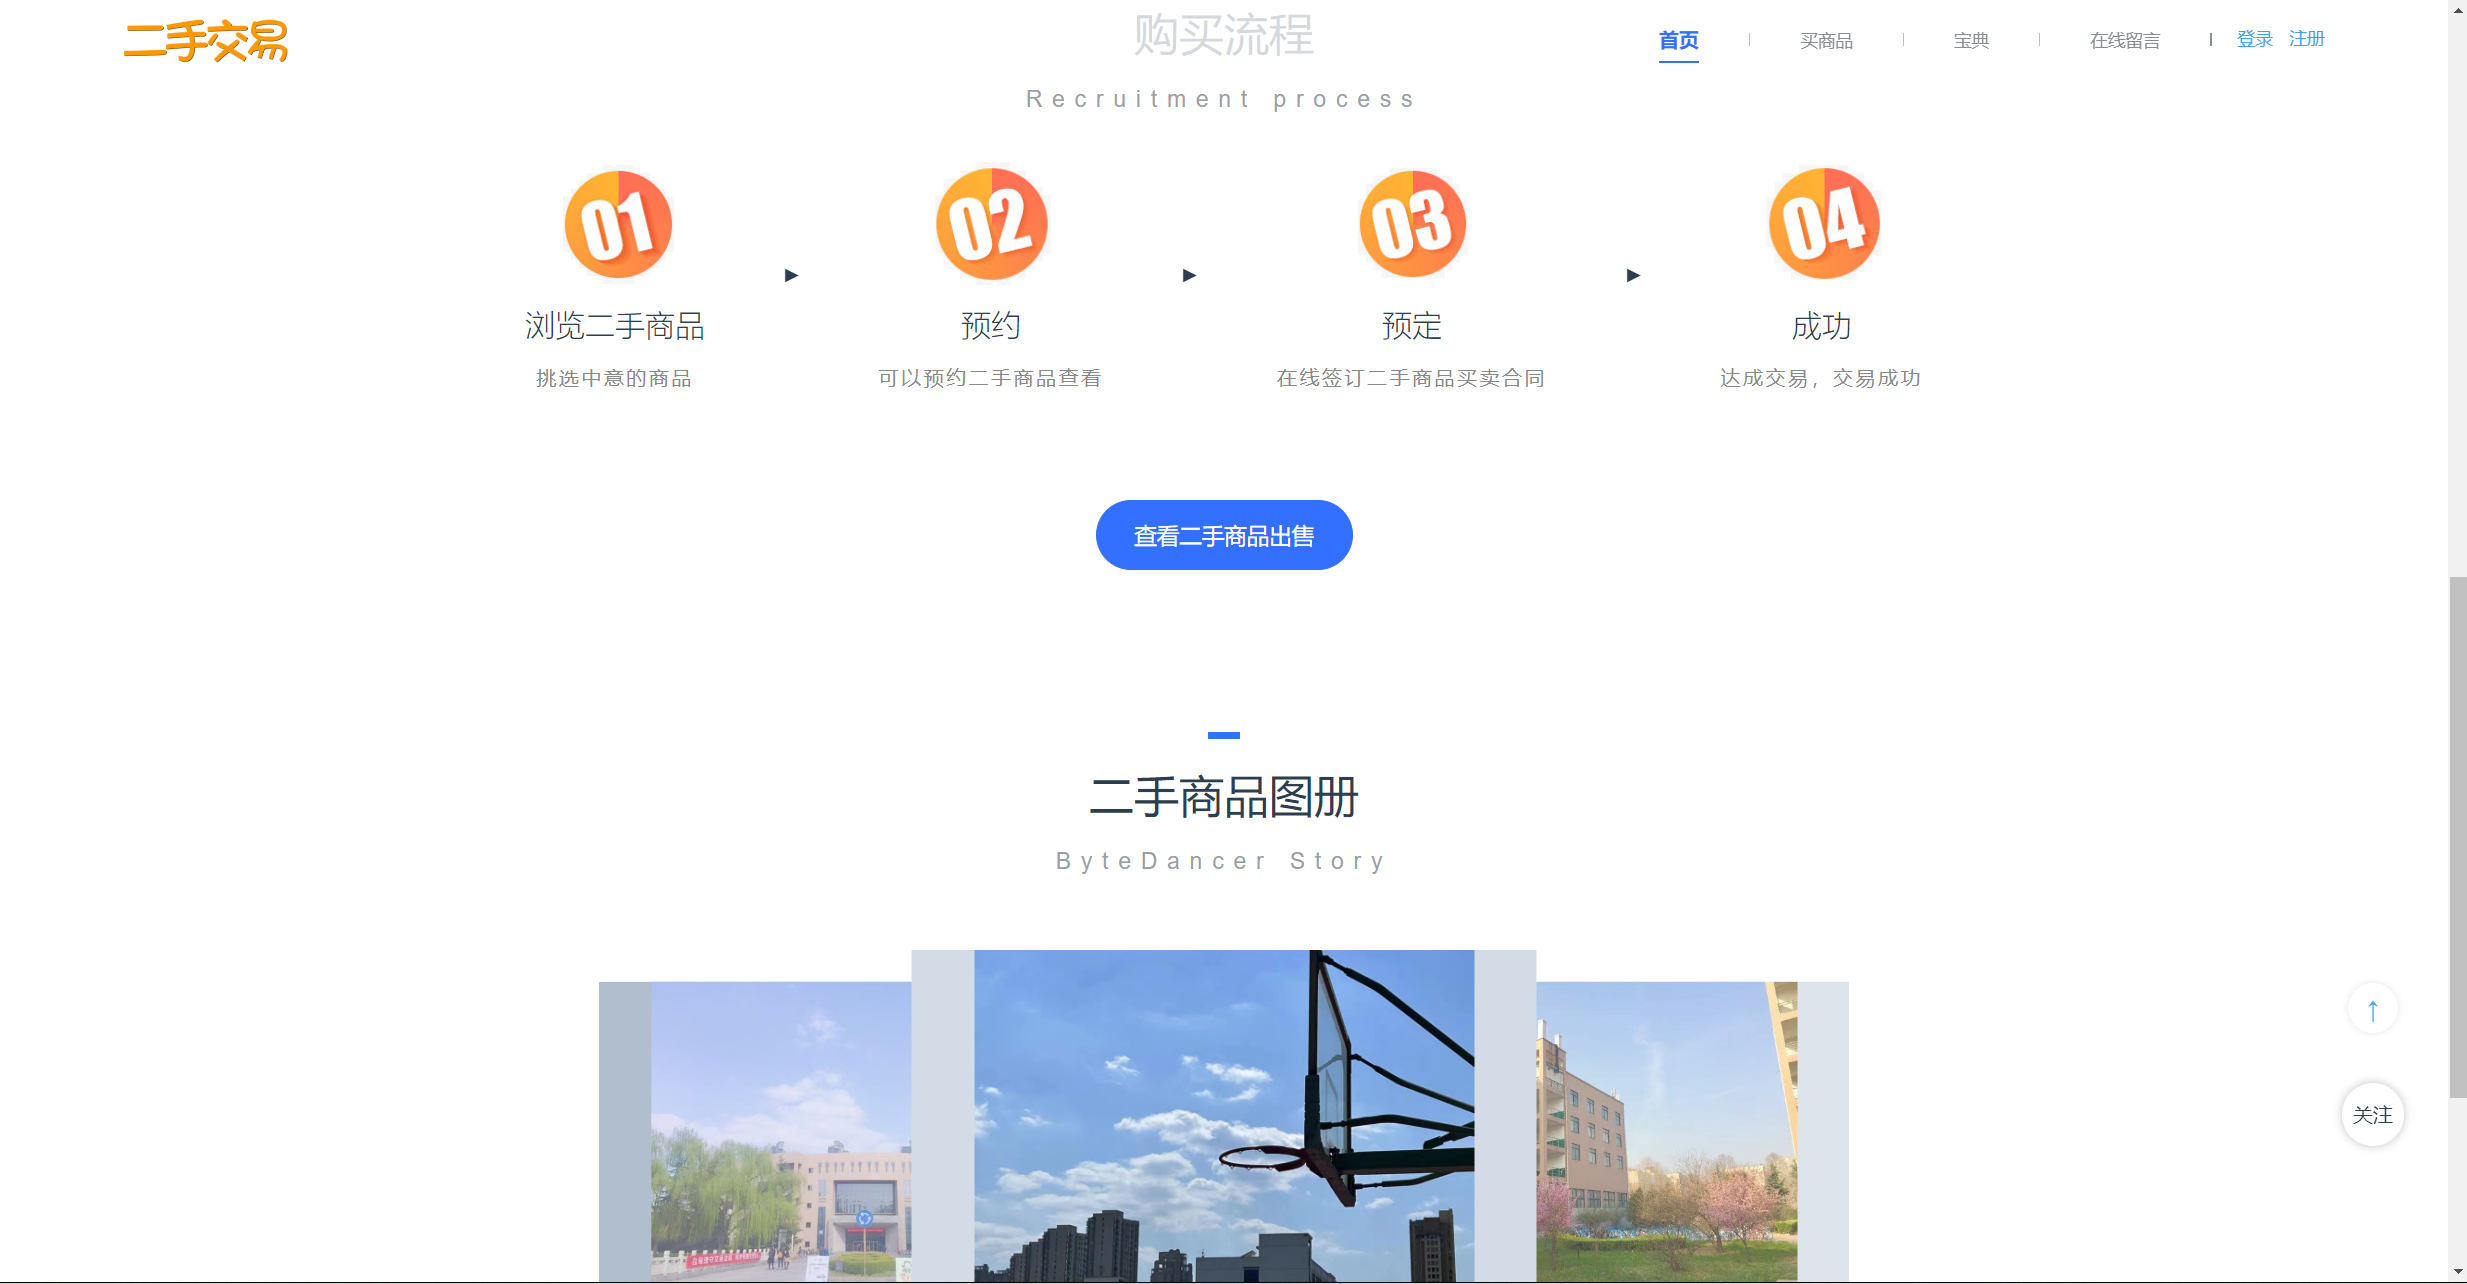 二手交易
购买流程
首页
买商品
宝典
在线留言
登录 注册
Recruitment process
01
02
03
04
浏览二手商品
预约
预定
成功
挑选中意的商品
可以预约二手商品查看
在线签订二手商品买卖合同
达成交易，交易成功
查看二手商品出售
二手商品图册
ByteDancer Story
↑
关注